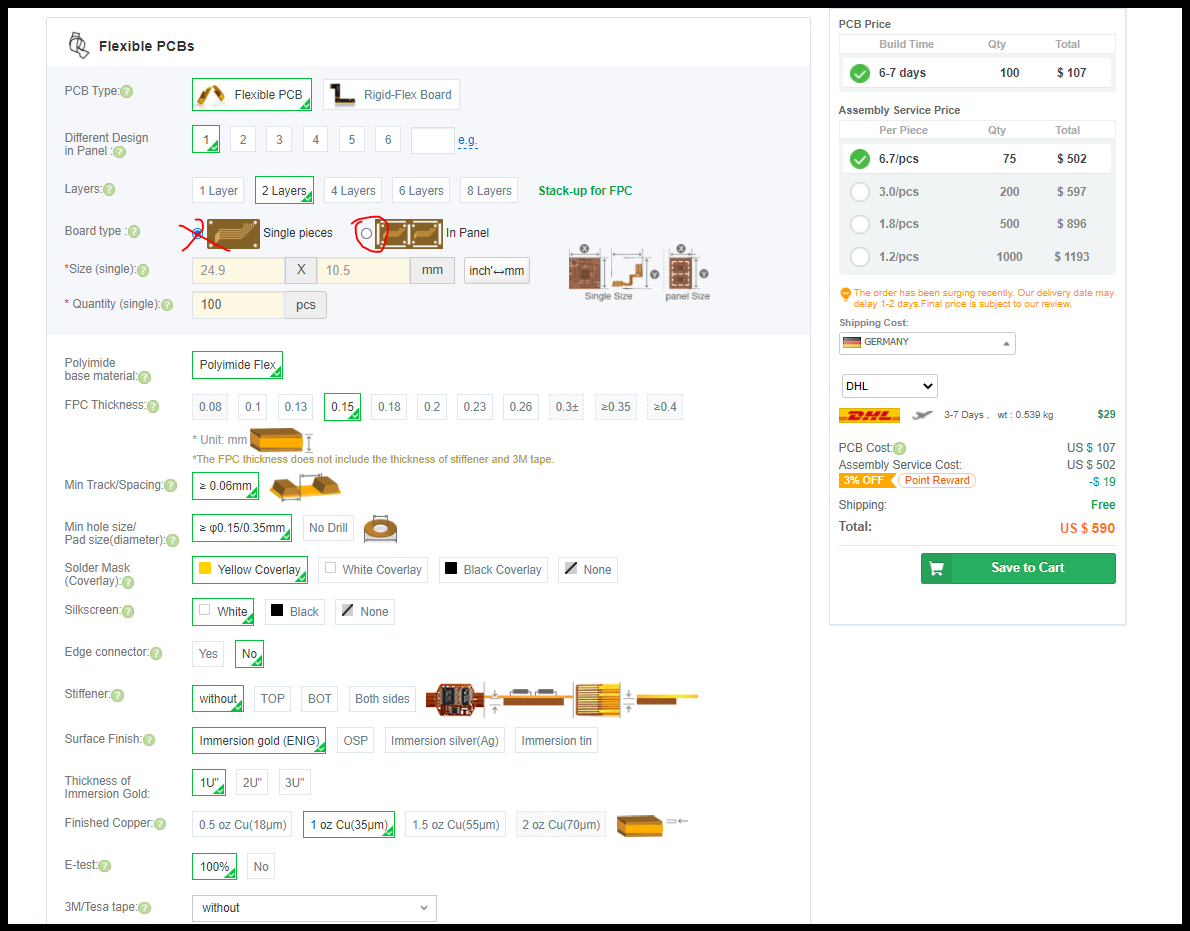 Flexible PCBs
PCB Type:
Flexible PCB
Rigid-Flex Board
Different Design
in Panel :
1 2 3 4 5 6 e.g.
Layers:
1 Layer 2 Layers 4 Layers 6 Layers 8 Layers Stack-up for FPC
Board type :
Single pieces
In Panel
*Size (single):
24.9 X 10.5 mm inch'↔mm
* Quantity (single):
100 pcs
X Y X Y
Single Size panel Size
Polyimide
base material:
Polyimide Flex
FPC Thickness:
0.08 0.1 0.13 0.15 0.18 0.2 0.23 0.26 0.3± ≥0.35 ≥0.4
* Unit: mm
*The FPC thickness does not include the thickness of stiffener and 3M tape.
Min Track/Spacing:
≥ 0.06mm
Min hole size/
Pad size(diameter):
≥ φ0.15/0.35mm No Drill
Solder Mask
(Coverlay):
Yellow Coverlay White Coverlay Black Coverlay None
Silkscreen:
White Black None
Edge connector:
Yes No
Stiffener:
without TOP BOT Both sides
Surface Finish:
Immersion gold (ENIG) OSP Immersion silver(Ag) Immersion tin
Thickness of
Immersion Gold:
1U" 2U" 3U"
Finished Copper:
0.5 oz Cu(18μm) 1 oz Cu(35μm) 1.5 oz Cu(55μm) 2 oz Cu(70μm)
E-test:
100% No
3M/Tesa tape:
without
PCB Price
Build Time Qty Total
6-7 days 100 $ 107
Assembly Service Price
Per Piece Qty Total
6.7/pcs 75 $ 502
3.0/pcs 200 $ 597
1.8/pcs 500 $ 896
1.2/pcs 1000 $ 1193
The order has been surging recently. Our delivery date may
delay 1-2 days.Final price is subject to our review.
Shipping Cost:
GERMANY
DHL
DHL 3-7 Days , wt : 0.539 kg $29
PCB Cost: US $ 107
Assembly Service Cost: US $ 502
3% OFF Point Reward -$ 19
Shipping: Free
Total: US $ 590
Save to Cart